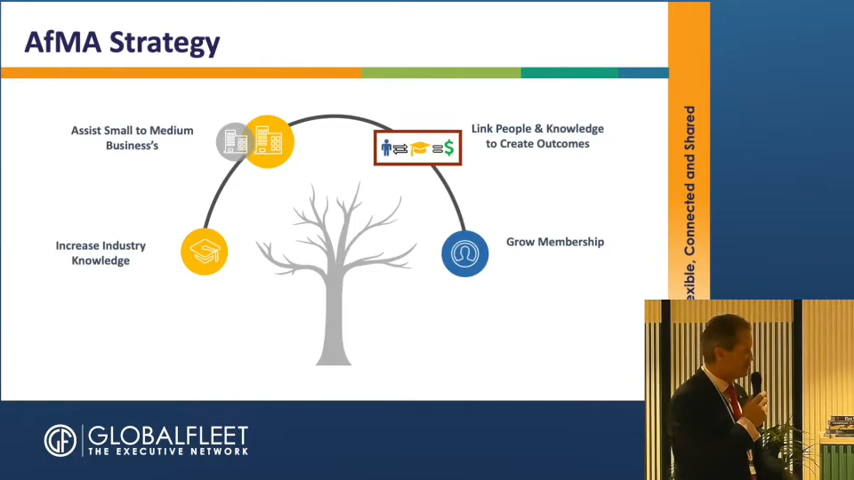 AfMA Strategy
Assist Small to Medium
Business's
Link People & Knowledge
to Create Outcomes
Increase Industry
Knowledge
Grow Membership
Connected and Shared
GF
GLOBALFLEET
THE EXECUTIVE NETWORK